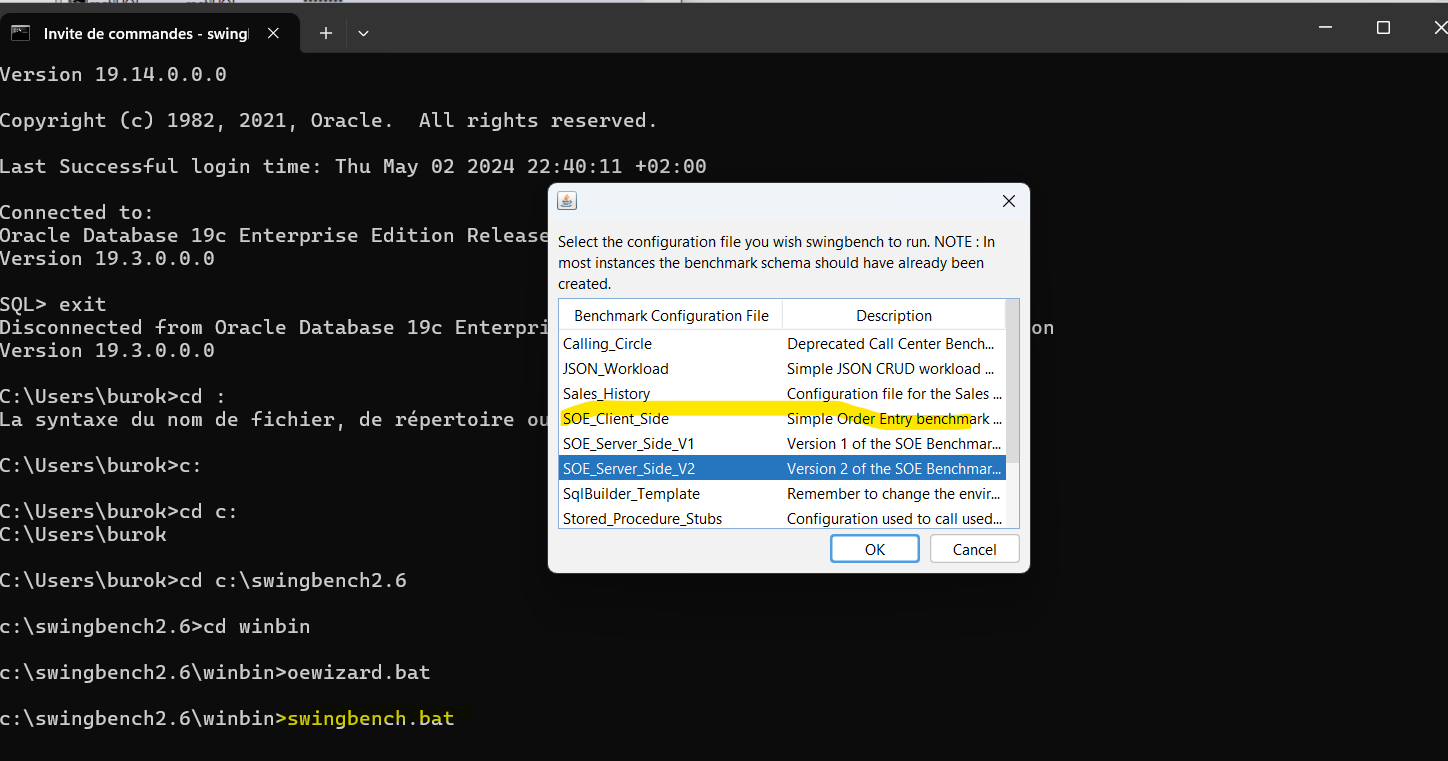 Invite de commandes - swing
Version 19.14.0.0.0
Copyright (c) 1982, 2021, Oracle.  All rights reserved.
Last Successful login time: Thu May 02 2024 22:40:11 +02:00
Connected to:
Oracle Database 19c Enterprise Edition Release
Version 19.3.0.0.0
SQL> exit
Disconnected from Oracle Database 19c Enterpri on
Version 19.3.0.0.0
C:\Users\burok>cd :
La syntaxe du nom de fichier, de répertoire ou
C:\Users\burok>c:
C:\Users\burok>cd c:
C:\Users\burok
C:\Users\burok>cd c:\swingbench2.6
c:\swingbench2.6>cd winbin
c:\swingbench2.6\winbin>oewizard.bat
c:\swingbench2.6\winbin>swingbench.bat
Select the configuration file you wish swingbench to run. NOTE : In
most instances the benchmark schema should have already been
created.
Benchmark Configuration File Description
Calling_Circle Deprecated Call Center Bench...
JSON_Workload Simple JSON CRUD workload ...
Sales_History Configuration file for the Sales ...
SOE_Client_Side Simple Order Entry benchmark ...
SOE_Server_Side_V1 Version 1 of the SOE Benchmar...
SOE_Server_Side_V2 Version 2 of the SOE Benchmar...
SqlBuilder_Template Remember to change the envir...
Stored_Procedure_Stubs Configuration used to call used...
OK Cancel